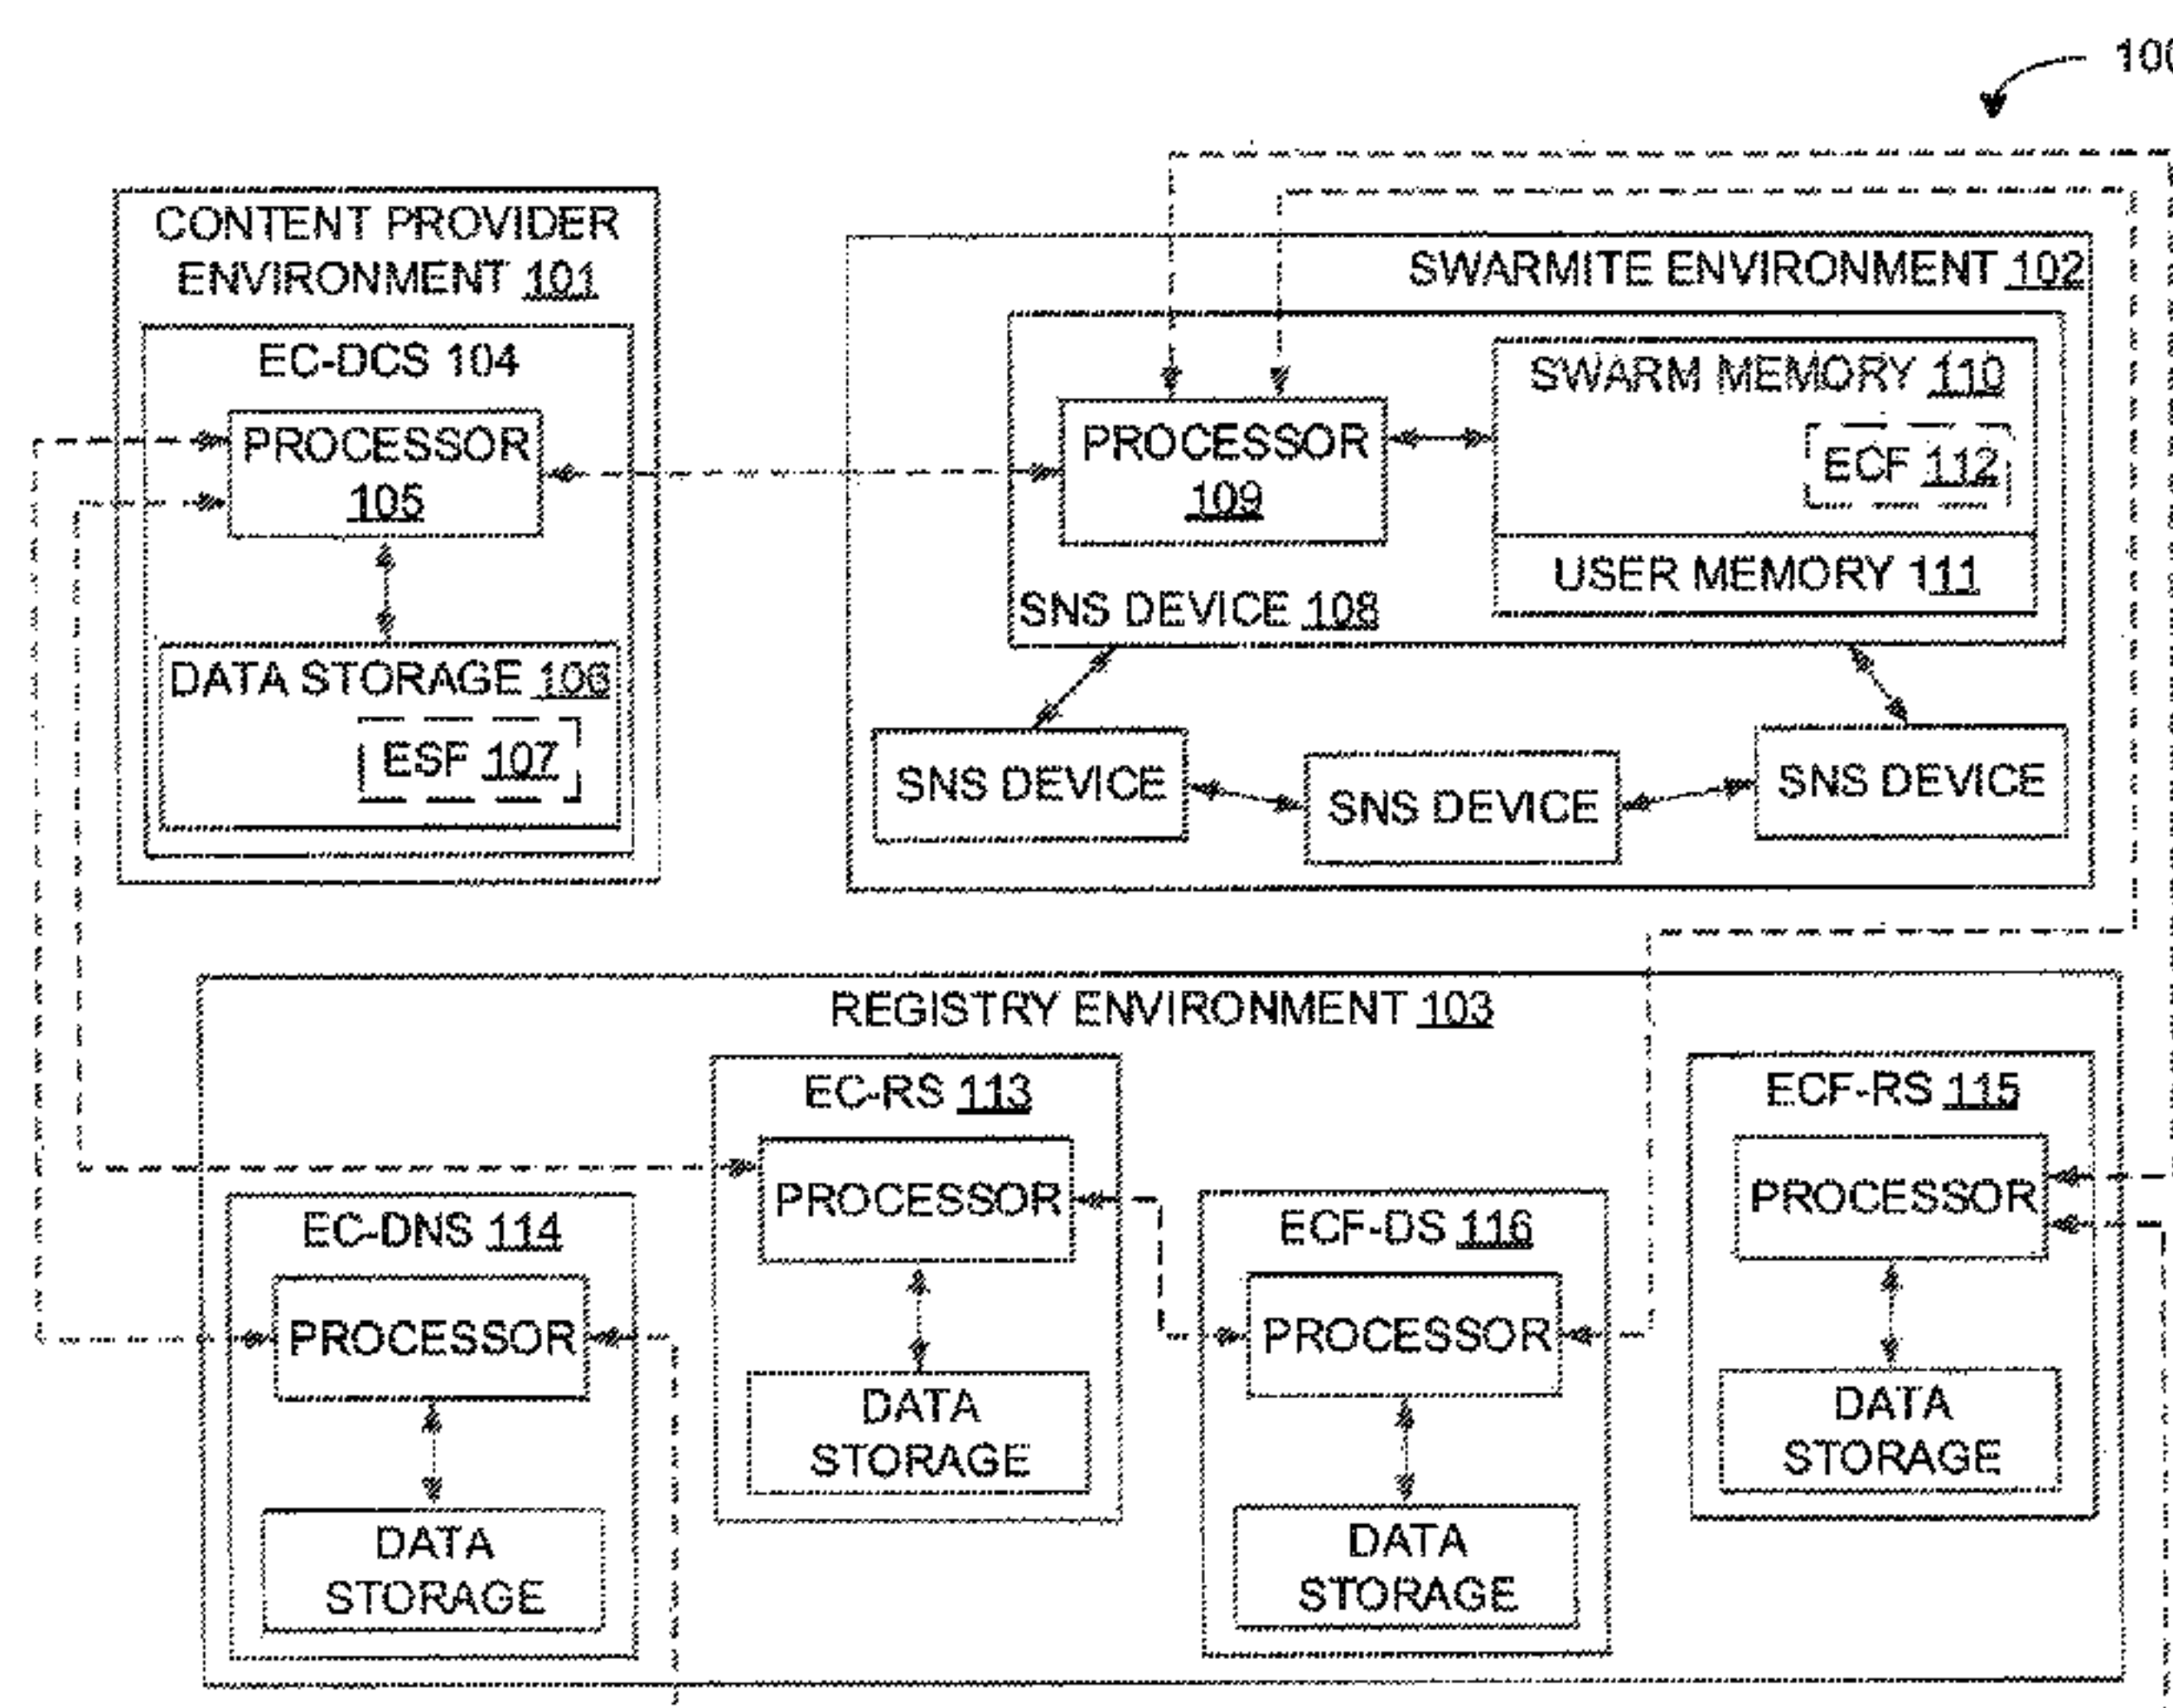 100
CONTENT PROVIDER
ENVIRONMENT 101
EC-DCS 104
PROCESSOR
105
DATA STORAGE 106
ESF 107
SWARMITE ENVIRONMENT 102
SWARM MEMORY 110
ECF 112
USER MEMORY 111
PROCESSOR
109
SNS DEVICE 108
SNS DEVICE
SNS DEVICE
SNS DEVICE
REGISTRY ENVIRONMENT 103
EC-DNS 114
PROCESSOR
DATA
STORAGE
EC-RS 113
PROCESSOR
DATA
STORAGE
ECF-DS 116
PROCESSOR
DATA
STORAGE
ECF-RS 115
PROCESSOR
DATA
STORAGE